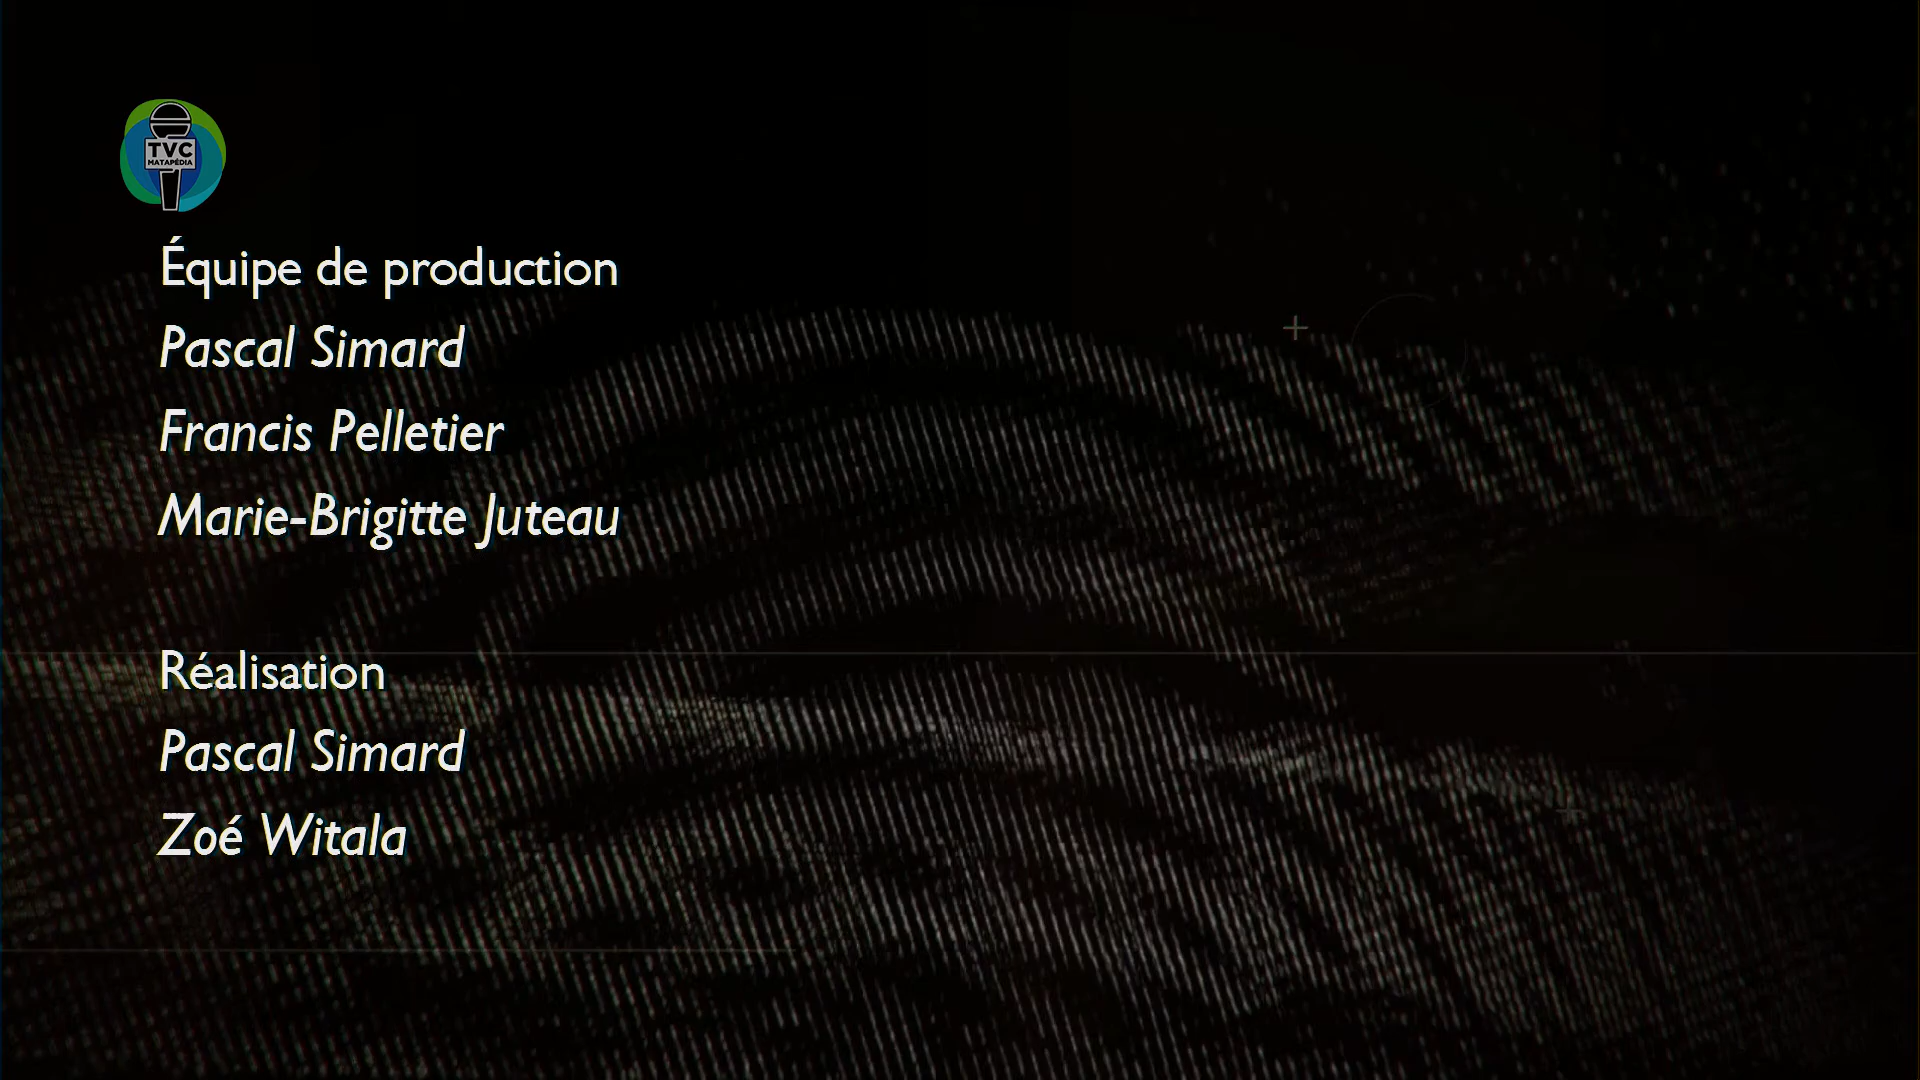 TVC
MATAPÉDIA
Équipe de production
Pascal Simard
Francis Pelletier
Marie-Brigitte Juteau
Réalisation
Pascal Simard
Zoé Witala